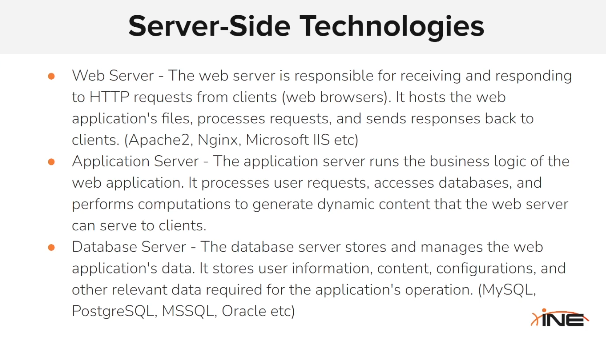 Server-Side Technologies
● Web Server - The web server is responsible for receiving and responding
to HTTP requests from clients (web browsers). It hosts the web
application's files, processes requests, and sends responses back to
clients. (Apache2, Nginx, Microsoft IIS etc)
● Application Server - The application server runs the business logic of the
web application. It processes user requests, accesses databases, and
performs computations to generate dynamic content that the web server
can serve to clients.
● Database Server - The database server stores and manages the web
application's data. It stores user information, content, configurations, and
other relevant data required for the application's operation. (MySQL,
PostgreSQL, MSSQL, Oracle etc)
INE